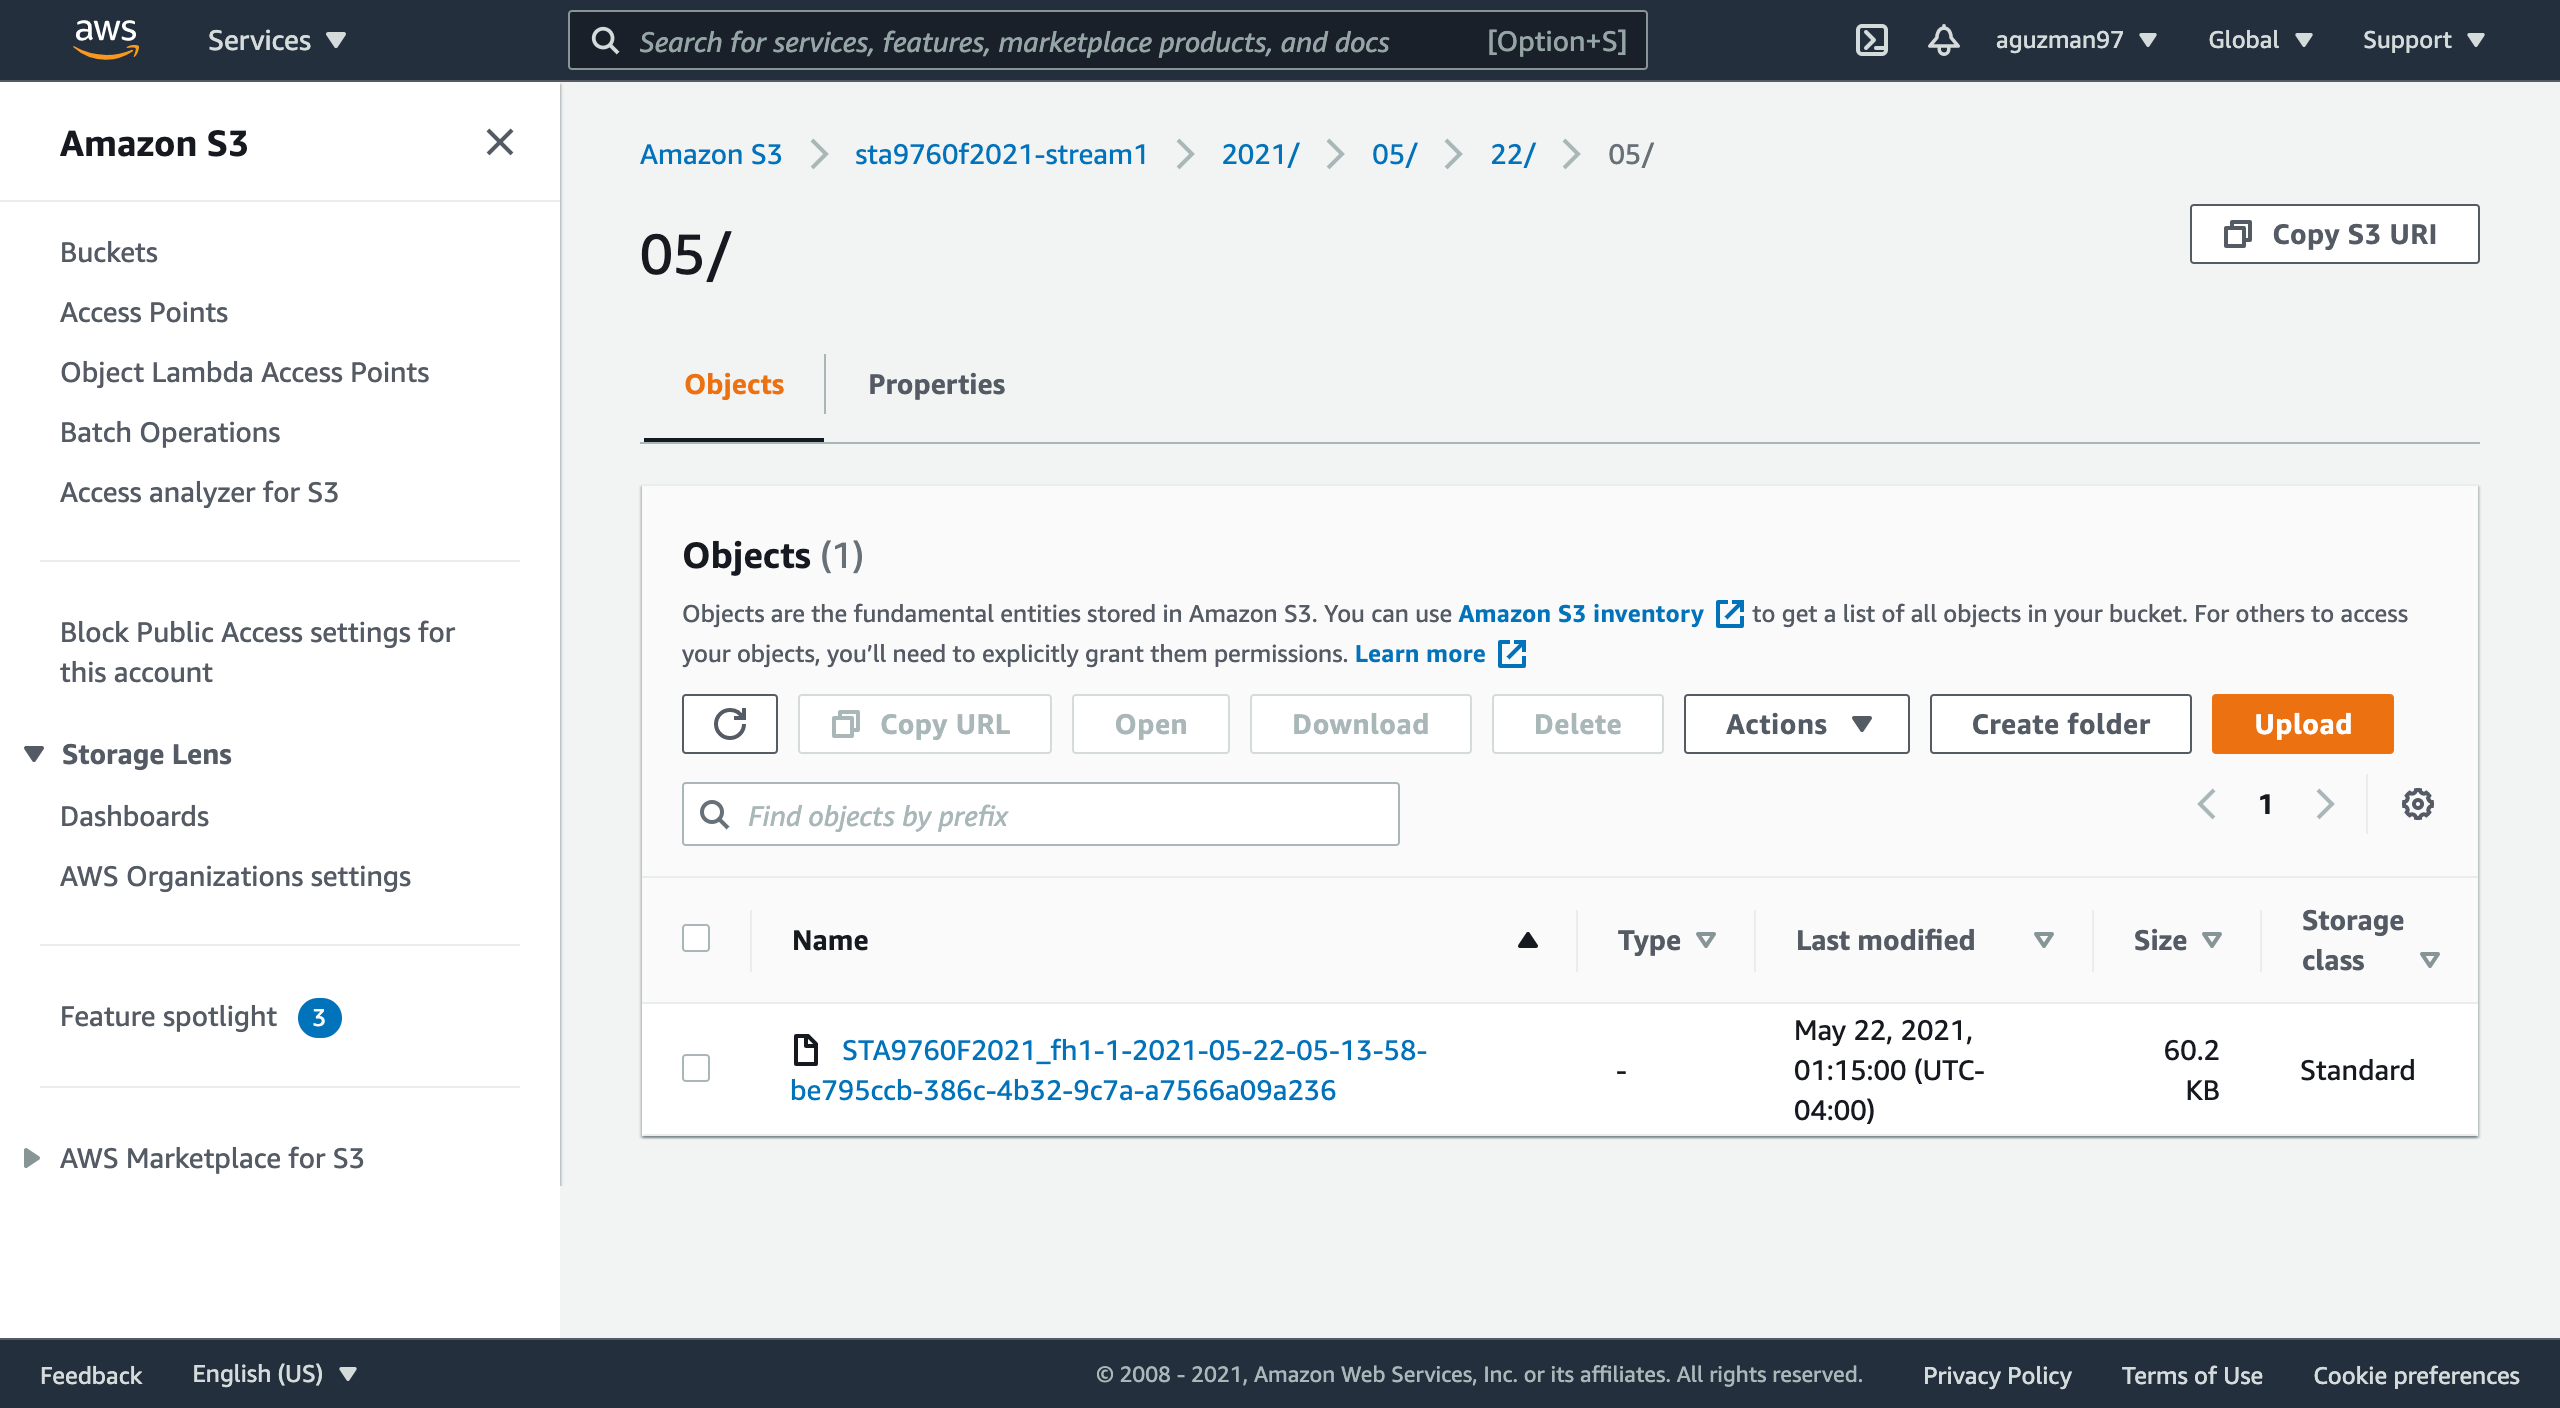 aws
Services
Search for services, features, marketplace products, and docs
[Option+S]
aguzman97
Global
Support
Amazon S3
Buckets
Access Points
Object Lambda Access Points
Batch Operations
Access analyzer for S3
Block Public Access settings for
this account
Storage Lens
Dashboards
AWS Organizations settings
Feature spotlight 3
AWS Marketplace for S3
Amazon S3 sta9760f2021-stream1 2021/ 05/ 22/ 05/
05/
Copy S3 URI
Objects Properties
Objects (1)
Objects are the fundamental entities stored in Amazon S3. You can use Amazon S3 inventory to get a list of all objects in your bucket. For others to access
your objects, you’ll need to explicitly grant them permissions. Learn more
Copy URL Open Download Delete Actions Create folder Upload
Find objects by prefix
1
Name Type Last modified Size Storage
class
STA9760F2021_fh1-1-2021-05-22-05-13-58-
be795ccb-386c-4b32-9c7a-a7566a09a236
-
May 22, 2021,
01:15:00 (UTC-
04:00)
60.2
KB
Standard
Feedback English (US) © 2008 - 2021, Amazon Web Services, Inc. or its affiliates. All rights reserved. Privacy Policy Terms of Use Cookie preferences